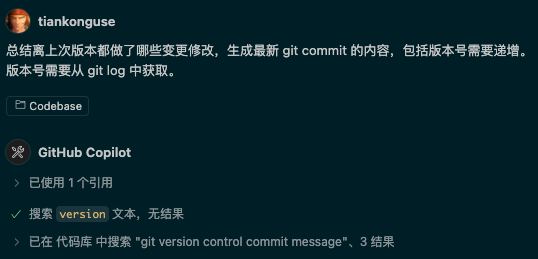 tiankonguse
总结离上次版本都做了哪些变更修改，生成最新 git commit 的内容，包括版本号需要递增。
版本号需要从 git log 中获取。
Codebase
GitHub Copilot
已使用 1 个引用
搜索 version 文本，无结果
已在 代码库 中搜索 "git version control commit message"、3 结果